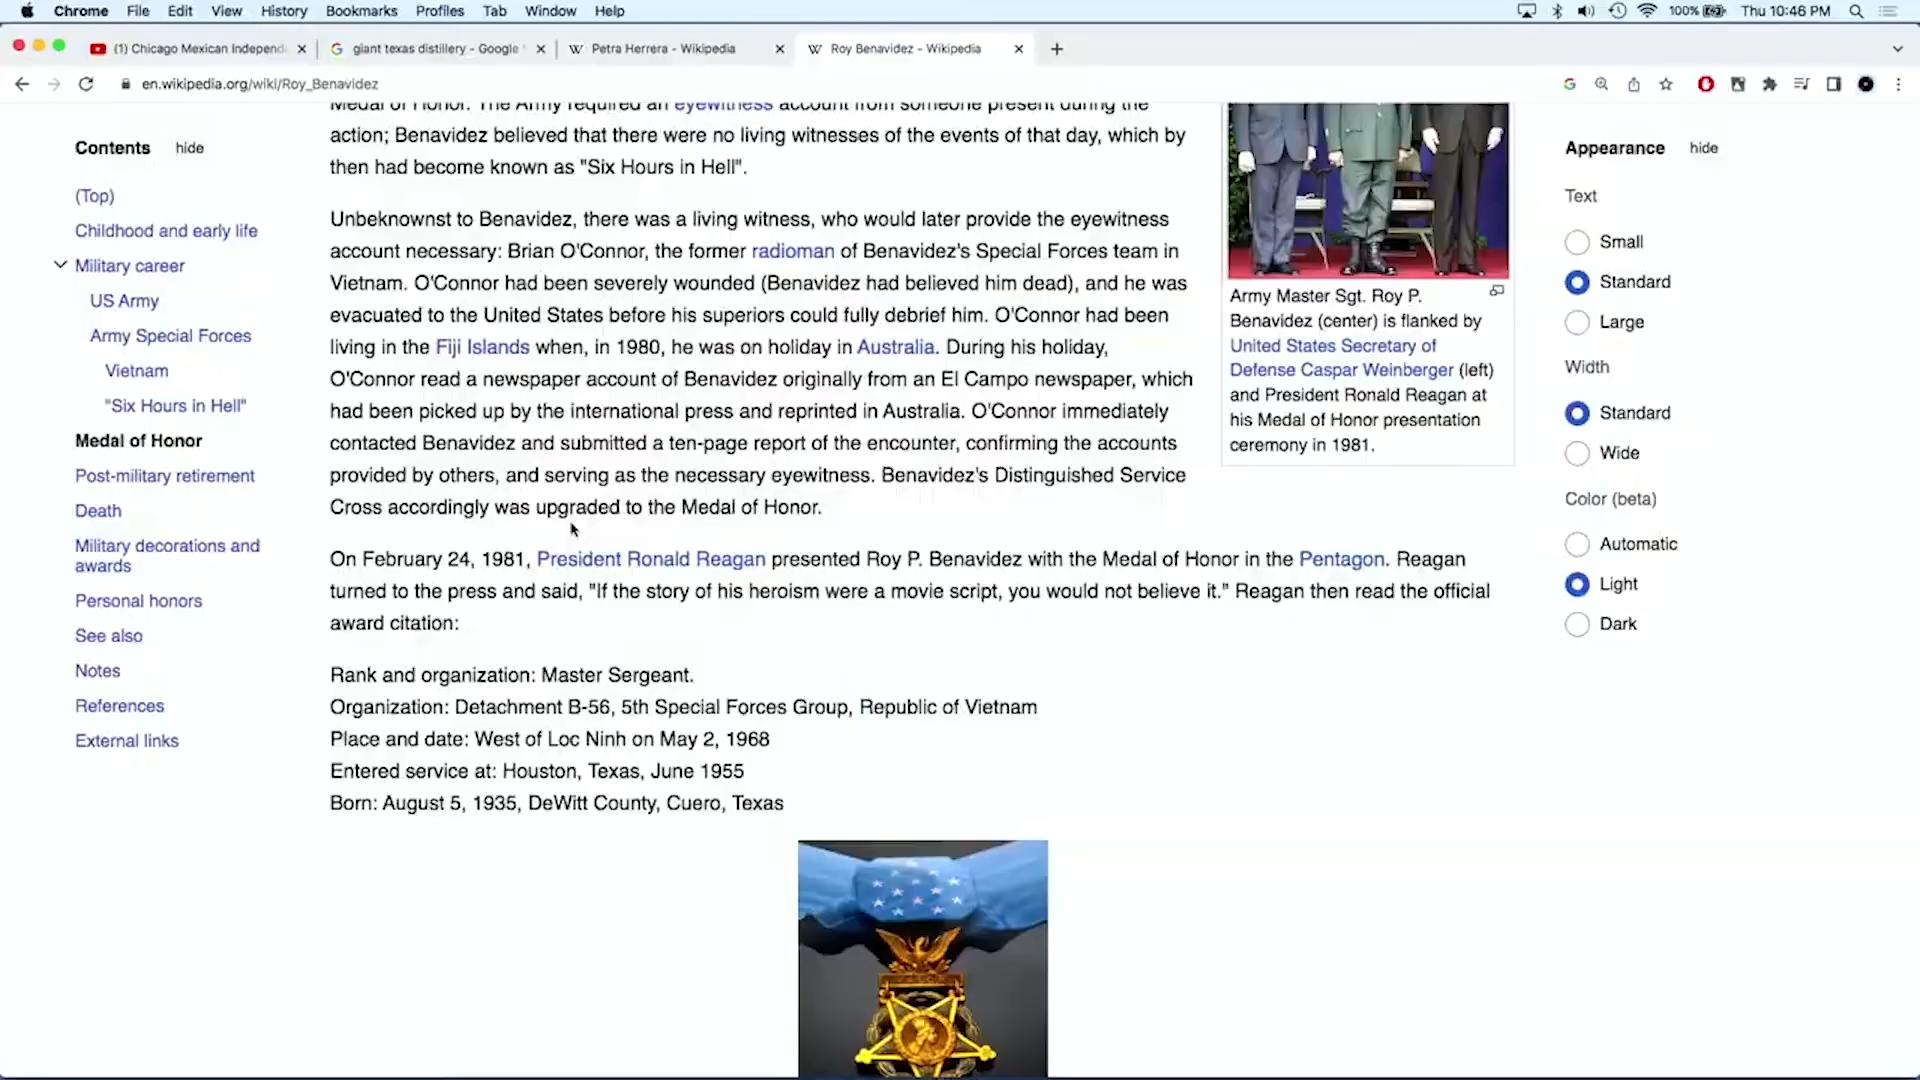 Chrome File Edit View History Bookmarks Profiles Tab Window Help 100% Thu 10:46 PM
(1) Chicago Mexican Independ giant texas distillery - Google Petra Herrera - Wikipedia Roy Benavidez - Wikipedia
en.wikipedia.org/wiki/Roy_Benavidez
Contents hide
(Top)
Childhood and early life
Military career
US Army
Army Special Forces
Vietnam
"Six Hours in Hell"
Medal of Honor
Post-military retirement
Death
Military decorations and
awards
Personal honors
See also
Notes
References
External links
Medal of Honor. The Army required an eyewitness account from someone present during the
action; Benavidez believed that there were no living witnesses of the events of that day, which by
then had become known as "Six Hours in Hell".
Unbeknownst to Benavidez, there was a living witness, who would later provide the eyewitness
account necessary: Brian O'Connor, the former radioman of Benavidez's Special Forces team in
Vietnam. O'Connor had been severely wounded (Benavidez had believed him dead), and he was
evacuated to the United States before his superiors could fully debrief him. O'Connor had been
living in the Fiji Islands when, in 1980, he was on holiday in Australia. During his holiday,
O'Connor read a newspaper account of Benavidez originally from an El Campo newspaper, which
had been picked up by the international press and reprinted in Australia. O'Connor immediately
contacted Benavidez and submitted a ten-page report of the encounter, confirming the accounts
provided by others, and serving as the necessary eyewitness. Benavidez's Distinguished Service
Cross accordingly was upgraded to the Medal of Honor.
On February 24, 1981, President Ronald Reagan presented Roy P. Benavidez with the Medal of Honor in the Pentagon. Reagan
turned to the press and said, "If the story of his heroism were a movie script, you would not believe it." Reagan then read the official
award citation:
Rank and organization: Master Sergeant.
Organization: Detachment B-56, 5th Special Forces Group, Republic of Vietnam
Place and date: West of Loc Ninh on May 2, 1968
Entered service at: Houston, Texas, June 1955
Born: August 5, 1935, DeWitt County, Cuero, Texas
Army Master Sgt. Roy P.
Benavidez (center) is flanked by
United States Secretary of
Defense Caspar Weinberger (left)
and President Ronald Reagan at
his Medal of Honor presentation
ceremony in 1981.
Appearance hide
Text
Small
Standard
Large
Width
Standard
Wide
Color (beta)
Automatic
Light
Dark